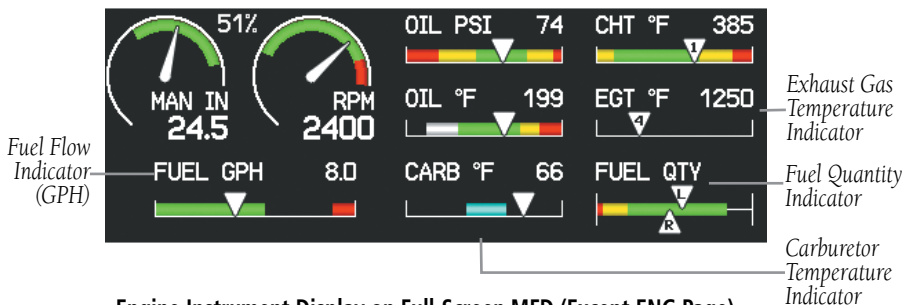 51%
MAN IN
24.5
RPM
2400
OIL PSI 74
CHT °F 385
1
OIL °F 199
EGT °F 1250
4
FUEL GPH 8.0
CARB °F 66
FUEL QTY
L
R
Fuel Flow
Indicator
(GPH)
Exhaust Gas
Temperature
Indicator
Fuel Quantity
Indicator
Carburetor
Temperature
Indicator
Engine Instrument Display on Full Screen MFD (Except ENG Page)